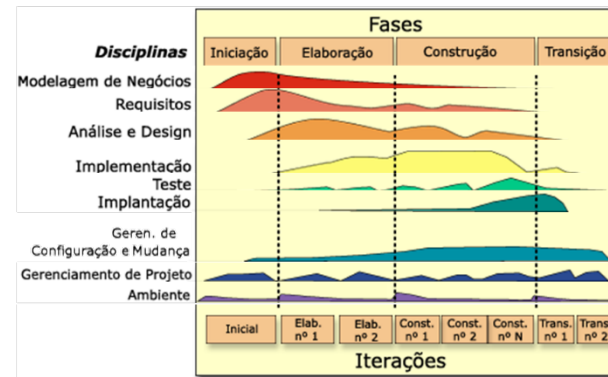 Fases
Disciplinas
Iniciação Elaboração Construção Transição
Modelagem de Negócios
Requisitos
Análise e Design
Implementação
Teste
Implantação
Geren. de
Configuração e Mudança
Gerenciamento de Projeto
Ambiente
Inicial
Elab.
nº 1
Elab.
nº 2
Const.
nº 1
Const.
nº 2
Const.
nº N
Trans.
nº 1
Trans
nº 2
Iterações